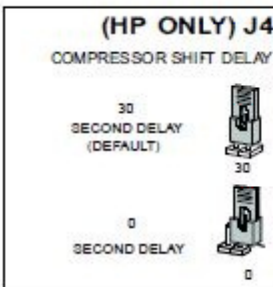 (HP ONLY) J4
COMPRESSOR SHIFT DELAY
30
SECOND DELAY
(DEFAULT)
30
0
SECOND DELAY
0